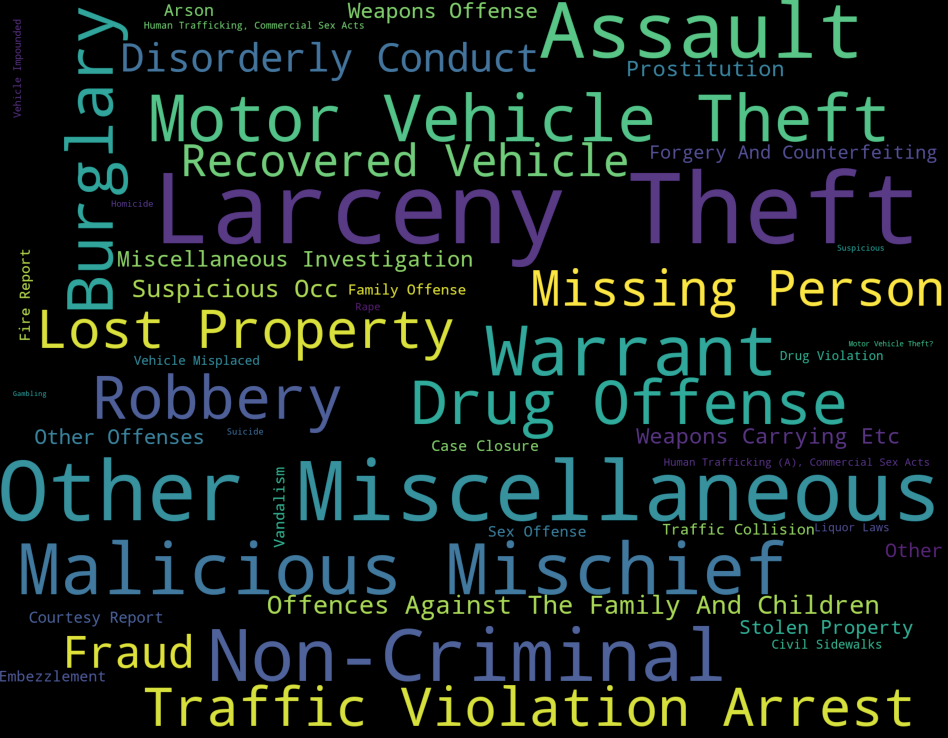 Arson
Weapons Offense
Assault
Human Trafficking, Commercial Sex Acts
Vehicle Impounded
Burglary
Disorderly Conduct
Prostitution
Motor Vehicle Theft
Recovered Vehicle
Forgery And Counterfeiting
Larceny Theft
Homicide
Suspicious
Miscellaneous Investigation
Fire Report
Suspicious Occ
Family Offense
Missing Person
Rape
Lost Property
Warrant
Motor Vehicle Theft?
Vehicle Misplaced
Drug Violation
Robbery
Drug Offense
Gambling
Other Offenses
Suicide
Weapons Carrying Etc
Case Closure
Human Trafficking (A), Commercial Sex Acts
Other Miscellaneous
Vandalism
Sex Offense
Traffic Collision
Liquor Laws
Malicious Mischief
Other
Offences Against The Family And Children
Courtesy Report
Stolen Property
Fraud
Non-Criminal
Civil Sidewalks
Embezzlement
Traffic Violation Arrest